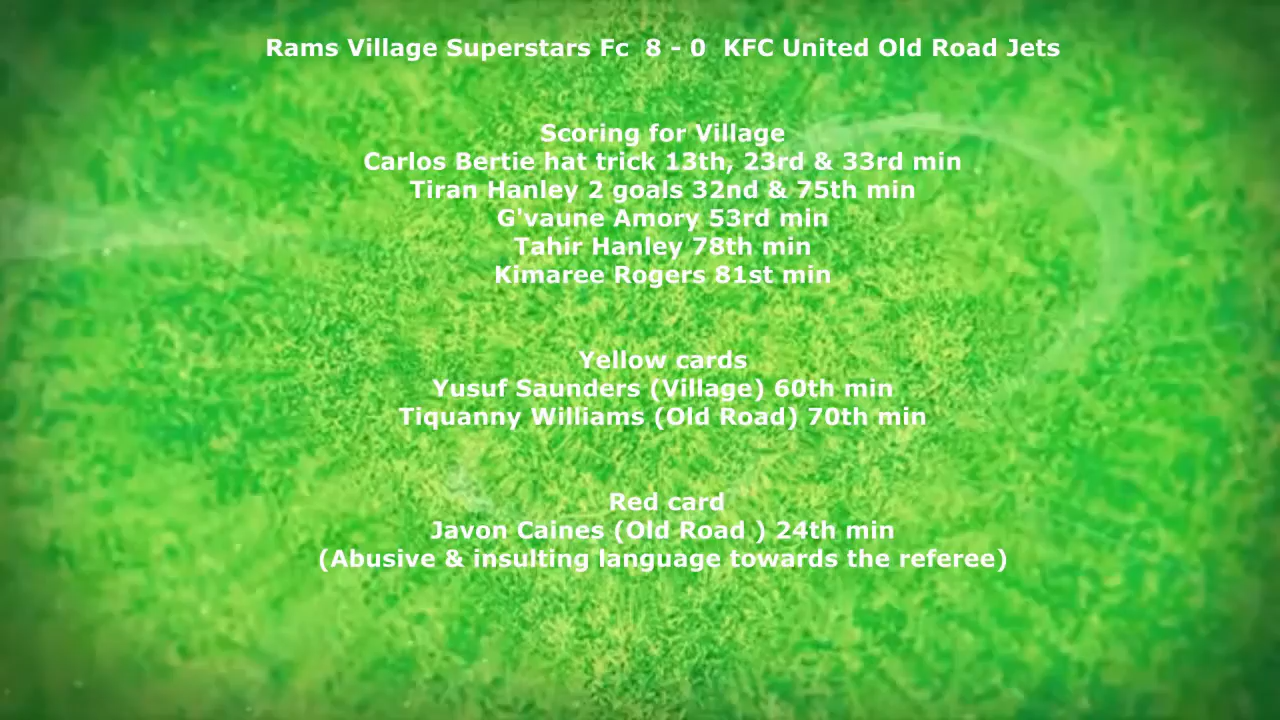 Rams Village Superstars Fc  8 - 0  KFC United Old Road Jets
Scoring for Village
Carlos Bertie hat trick 13th, 23rd & 33rd min
Tiran Hanley 2 goals 32nd & 75th min
G'vaune Amory 53rd min
Tahir Hanley 78th min
Kimaree Rogers 81st min
Yellow cards
Yusuf Saunders (Village) 60th min
Tiquanny Williams (Old Road) 70th min
Red card
Javon Caines (Old Road ) 24th min
(Abusive & insulting language towards the referee)